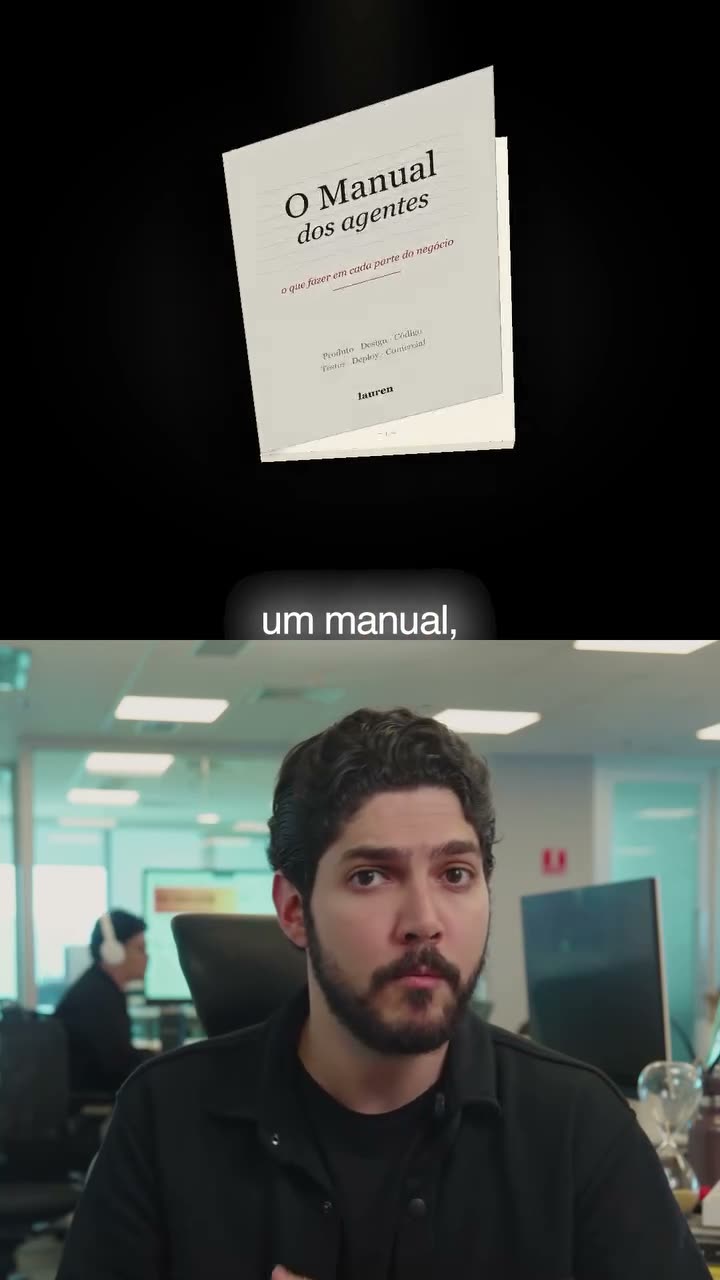 O Manual
dos agentes
o que fazer em cada parte do negócio
Produto Design Código
Testes Deploy Comercial
lauren
um manual,